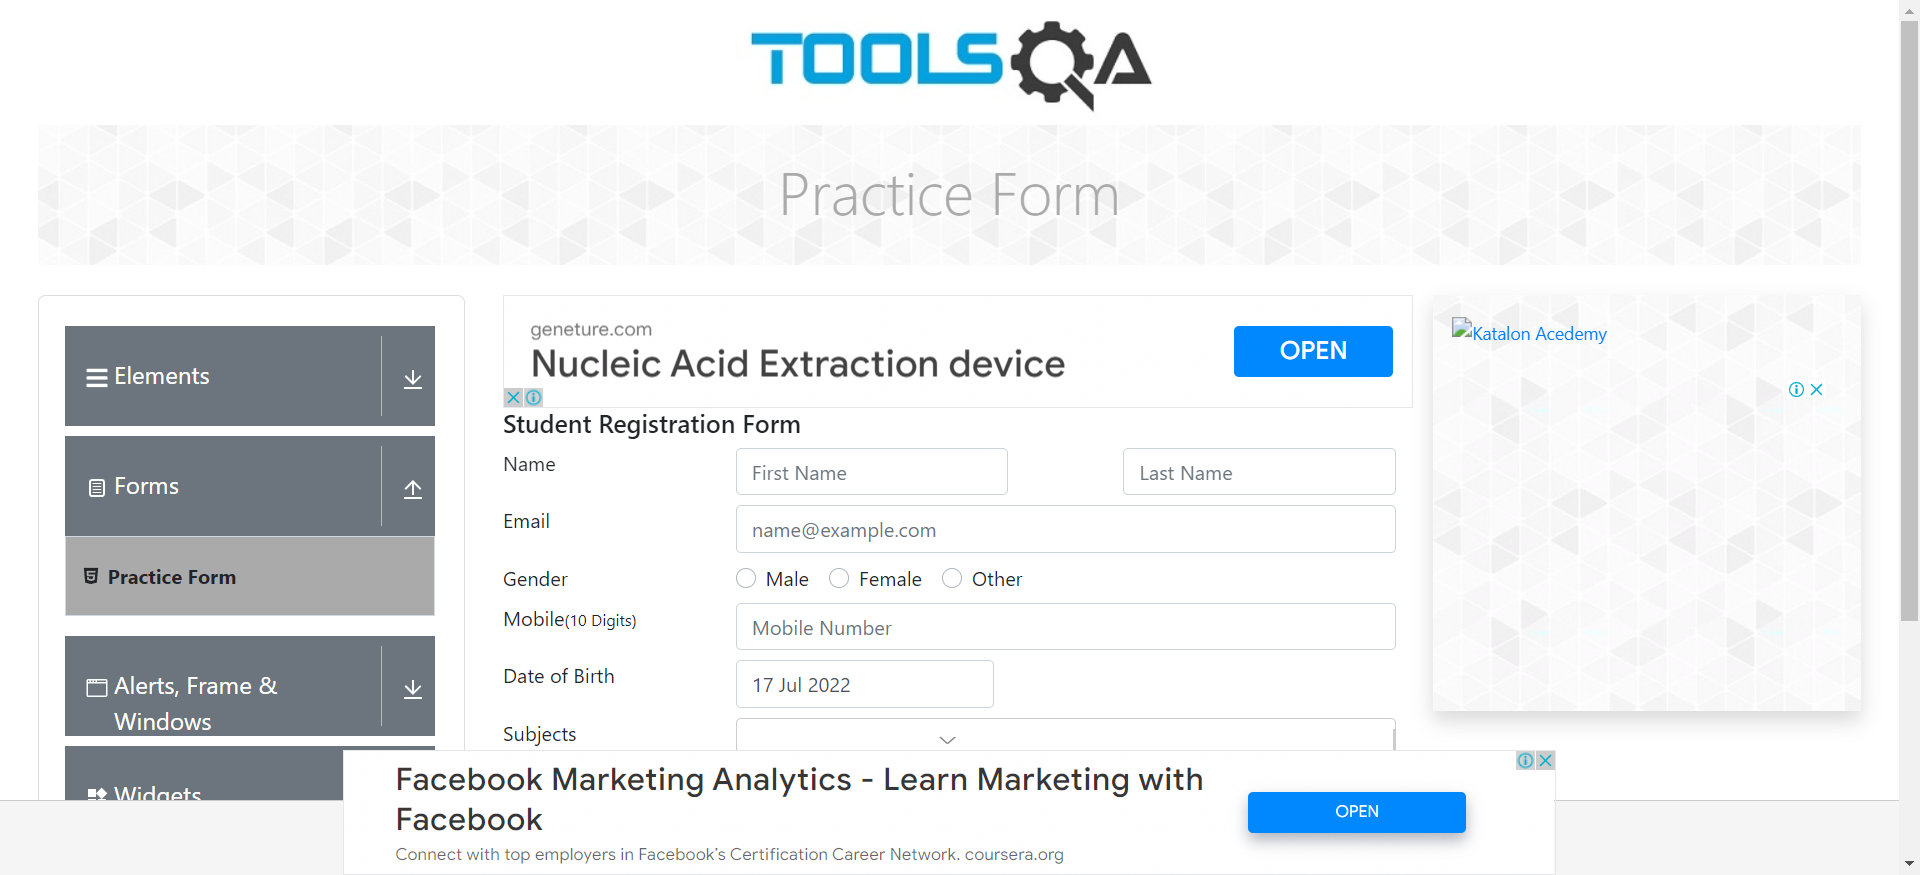 TOOLSQA
Practice Form
Elements
Forms
Practice Form
Alerts, Frame &
Windows
Widgets
geneture.com
Nucleic Acid Extraction device
OPEN
Student Registration Form
Name
First Name
Last Name
Email
name@example.com
Gender
Male
Female
Other
Mobile(10 Digits)
Mobile Number
Date of Birth
17 Jul 2022
Subjects
Katalon Acedemy
Facebook Marketing Analytics - Learn Marketing with
Facebook
Connect with top employers in Facebook's Certification Career Network. coursera.org
OPEN